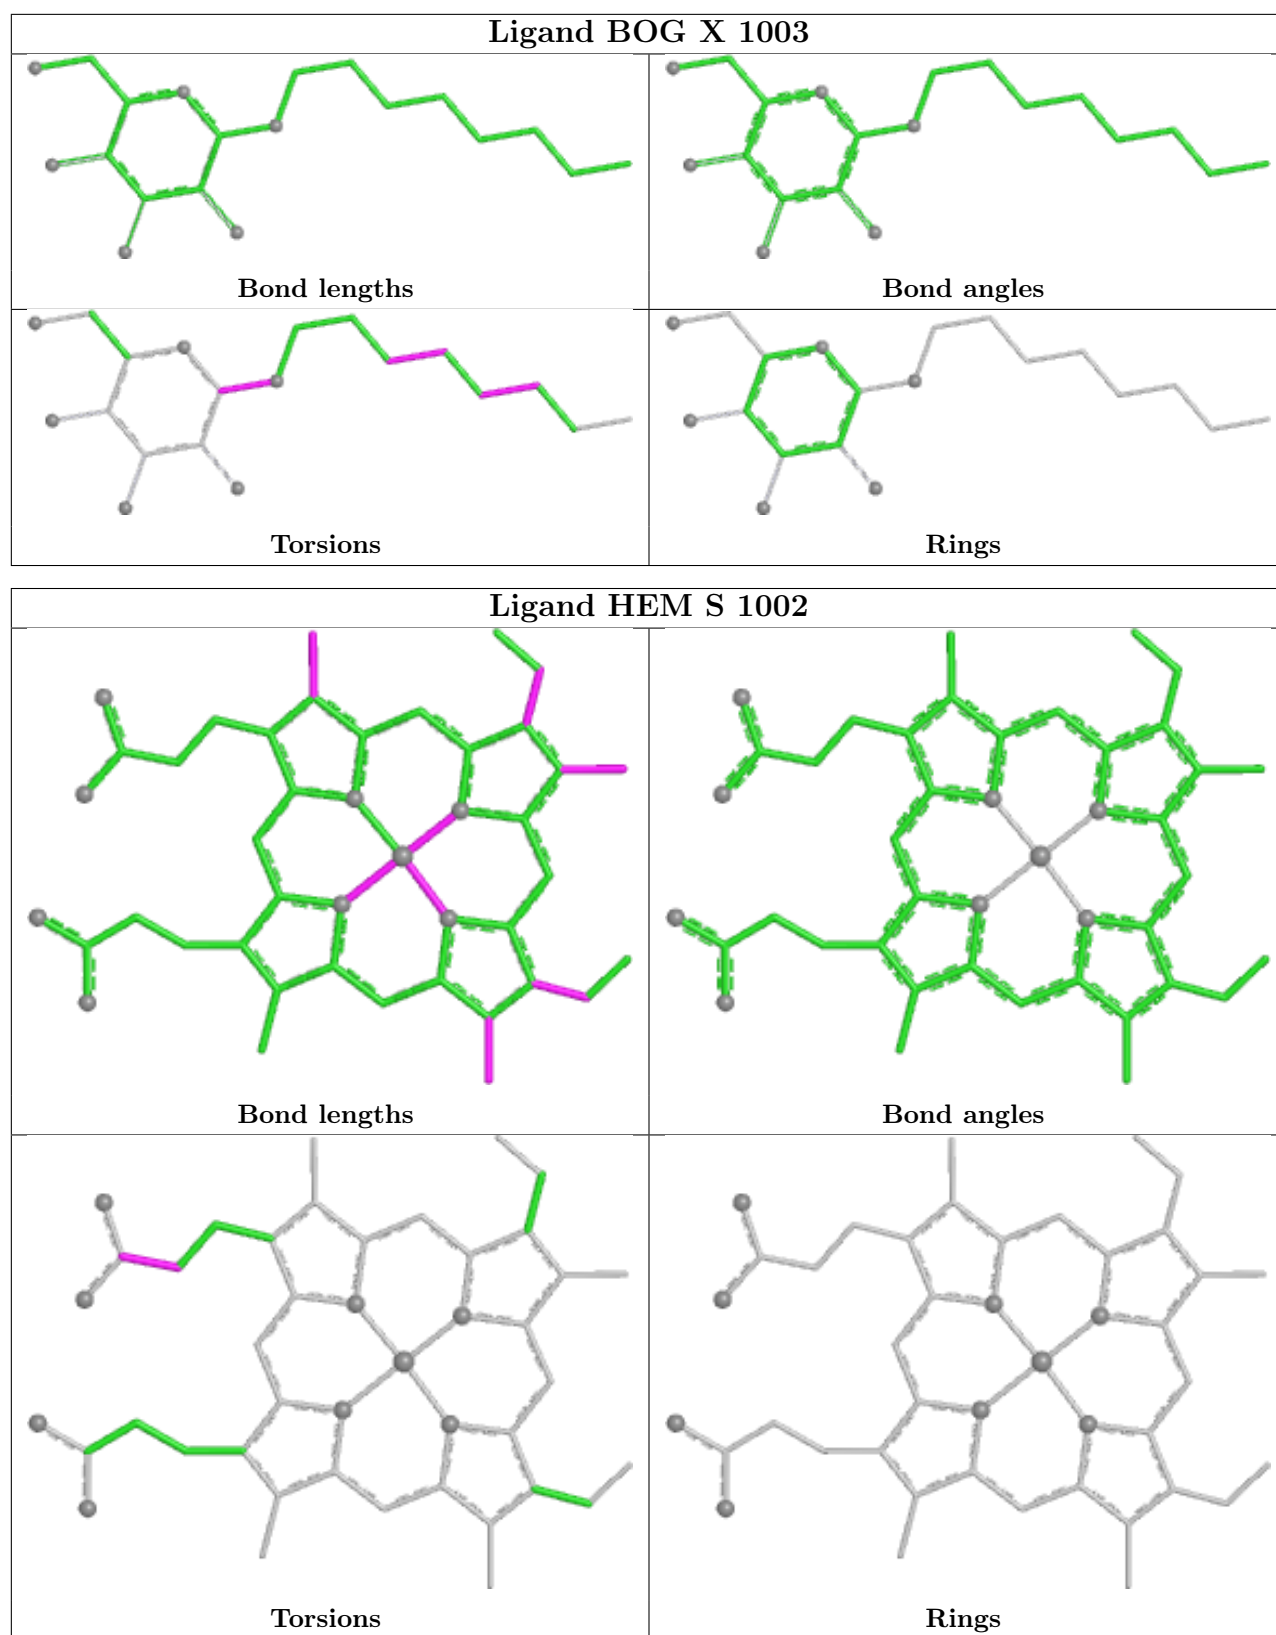 Ligand BOG X 1003
Bond lengths
Bond angles
Torsions
Rings
Ligand HEM S 1002
Bond lengths
Bond angles
Torsions
Rings